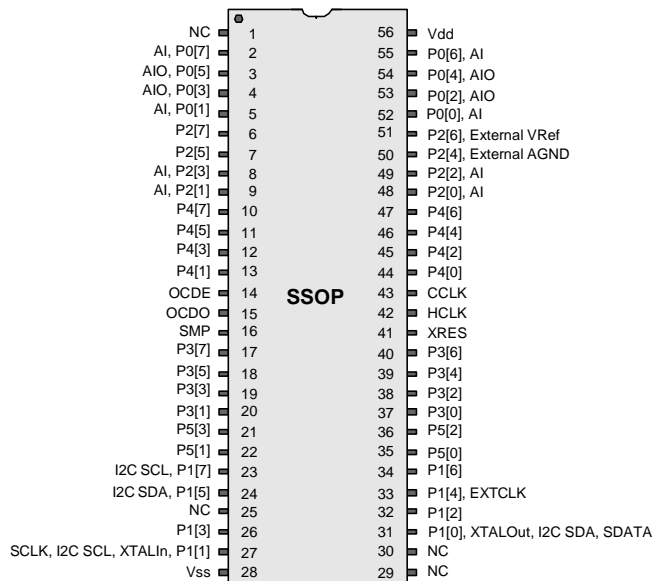 NC 1 56 Vdd
AI, P0[7] 2 55 P0[6], AI
AIO, P0[5] 3 54 P0[4], AIO
AIO, P0[3] 4 53 P0[2], AIO
AI, P0[1] 5 52 P0[0], AI
P2[7] 6 51 P2[6], External VRef
P2[5] 7 50 P2[4], External AGND
AI, P2[3] 8 49 P2[2], AI
AI, P2[1] 9 48 P2[0], AI
P4[7] 10 47 P4[6]
P4[5] 11 46 P4[4]
P4[3] 12 45 P4[2]
P4[1] 13 44 P4[0]
OCDE 14 SSOP 43 CCLK
OCDO 15 42 HCLK
SMP 16 41 XRES
P3[7] 17 40 P3[6]
P3[5] 18 39 P3[4]
P3[3] 19 38 P3[2]
P3[1] 20 37 P3[0]
P5[3] 21 36 P5[2]
P5[1] 22 35 P5[0]
I2C SCL, P1[7] 23 34 P1[6]
I2C SDA, P1[5] 24 33 P1[4], EXTCLK
NC 25 32 P1[2]
P1[3] 26 31 P1[0], XTALOut, I2C SDA, SDATA
SCLK, I2C SCL, XTALIn, P1[1] 27 30 NC
Vss 28 29 NC